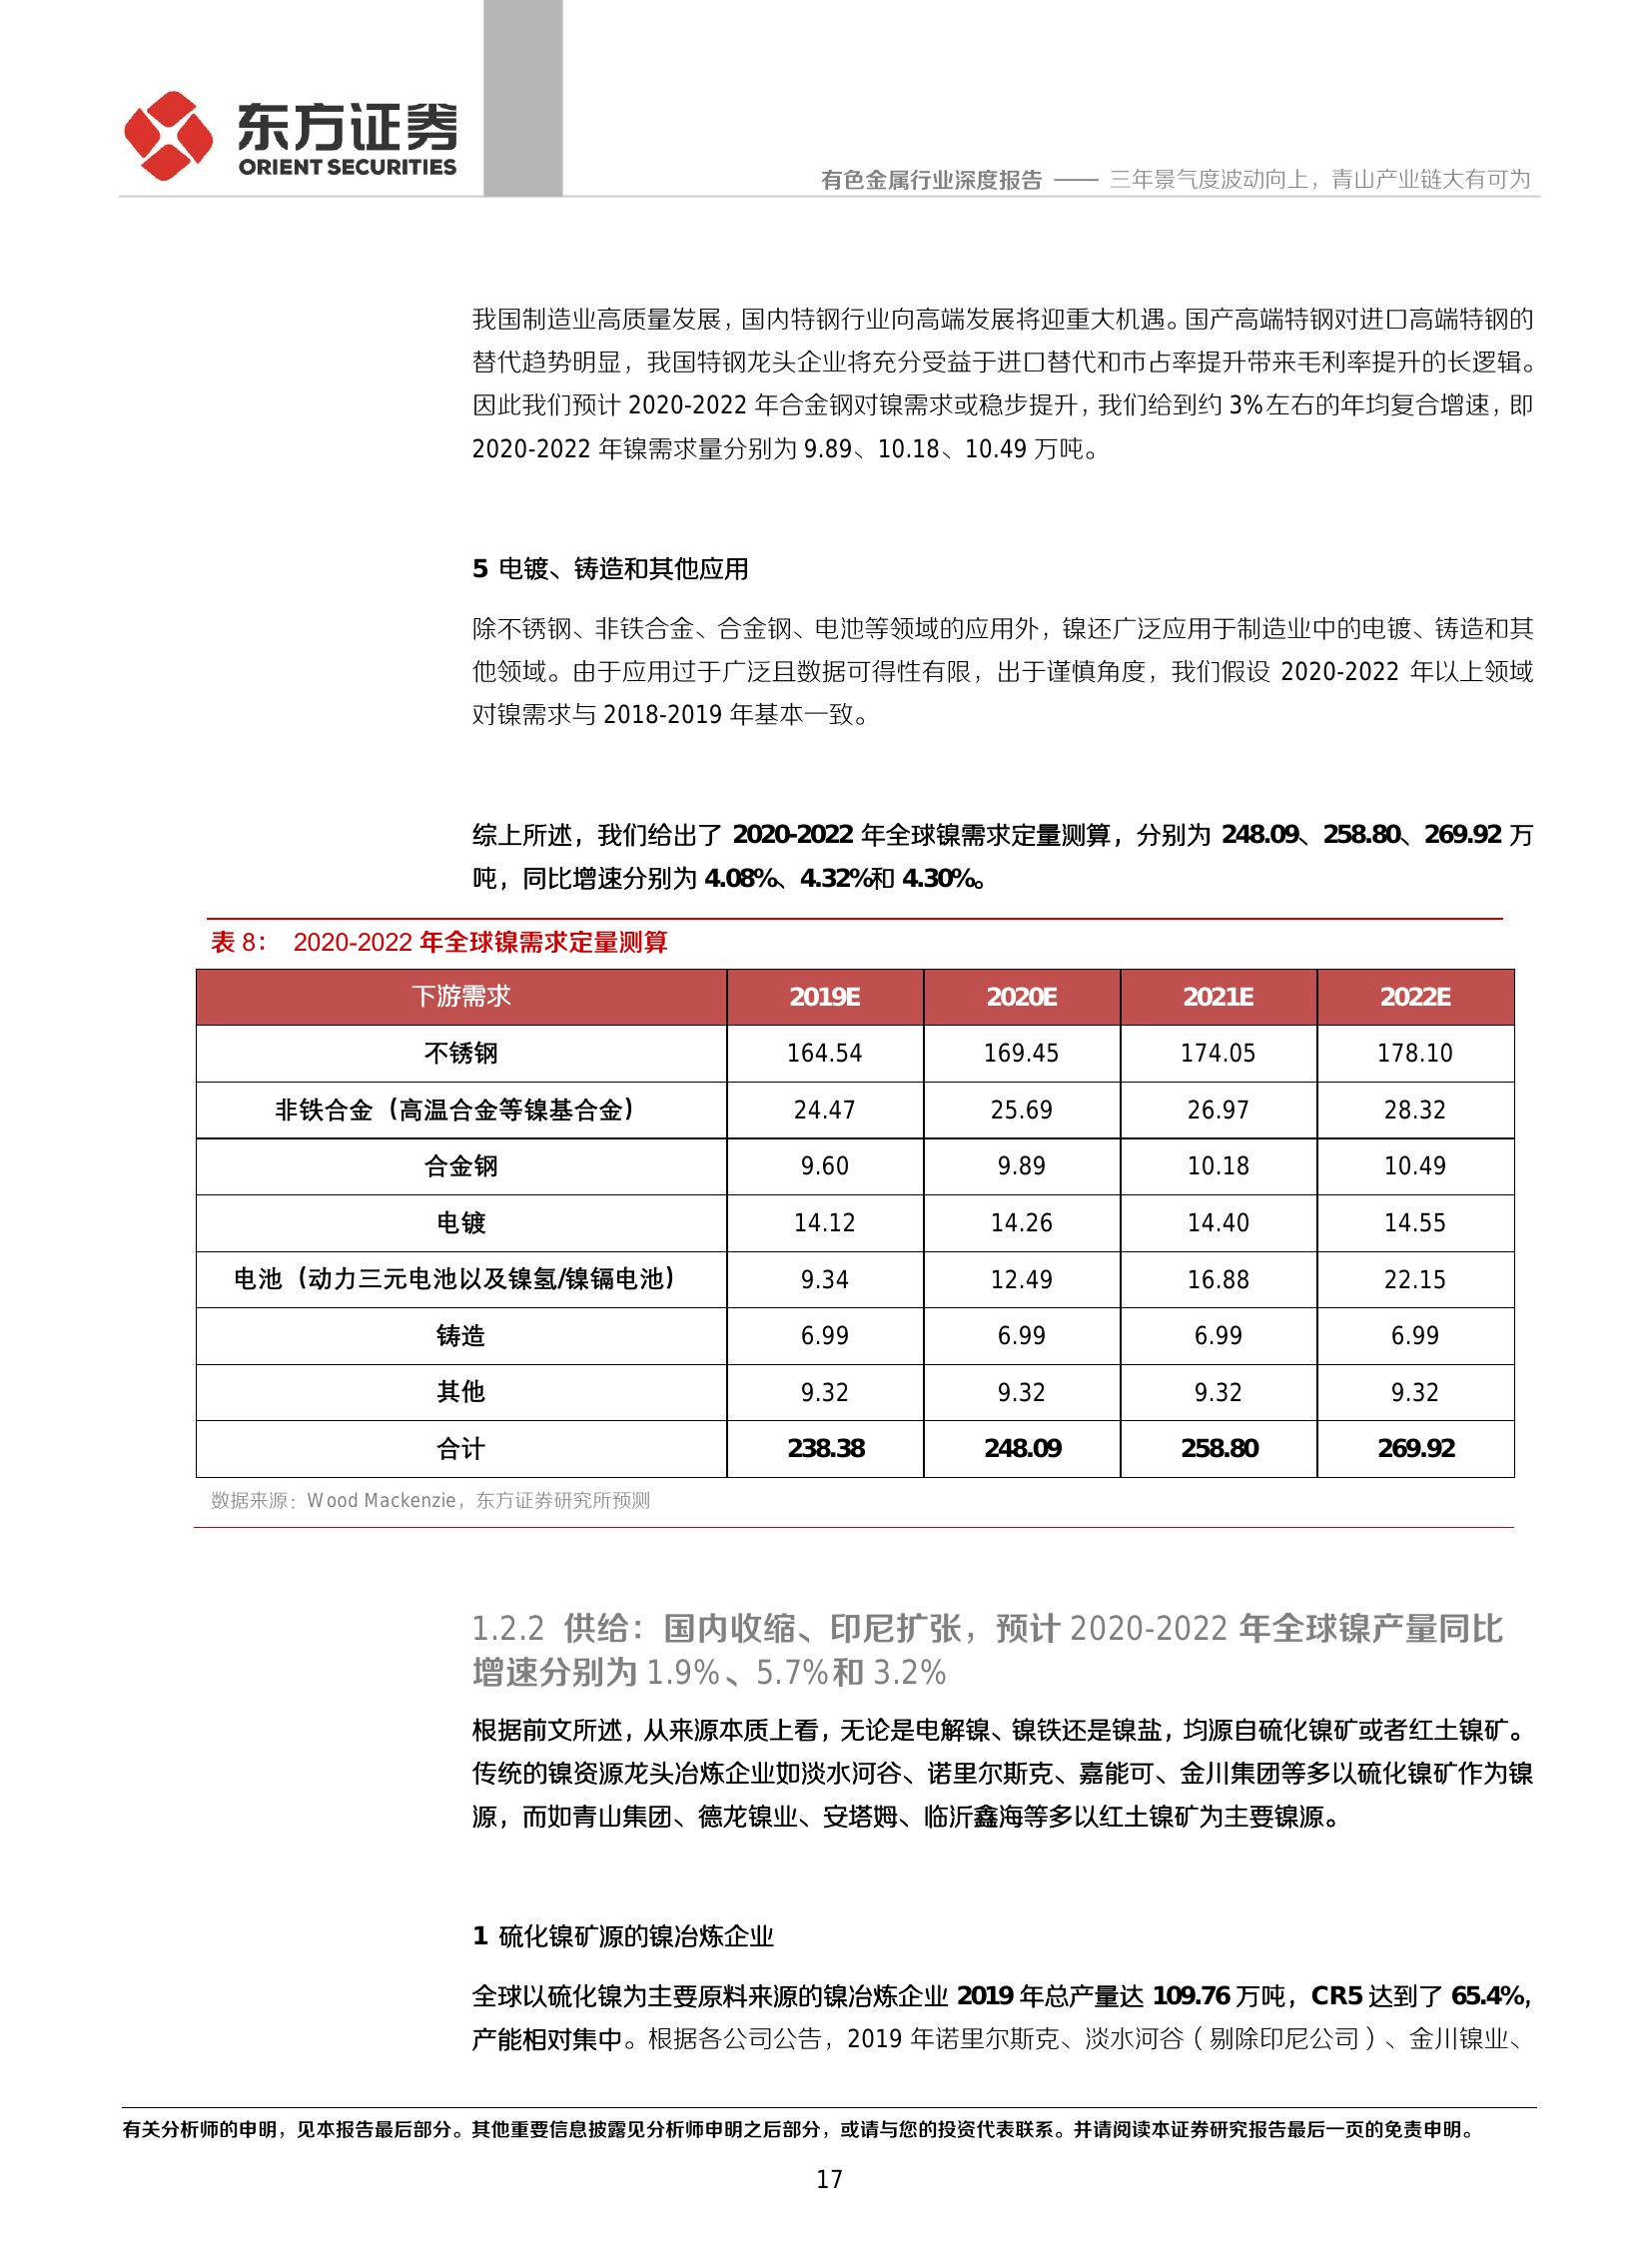 东方证券
ORIENT SECURITIES
有色金属行业深度报告 —— 三年景气度波动向上，青山产业链大有可为
我国制造业高质量发展，国内特钢行业向高端发展将迎重大机遇。国产高端特钢对进口高端特钢的
替代趋势明显，我国特钢龙头企业将充分受益于进口替代和市占率提升带来毛利率提升的长逻辑。
因此我们预计 2020-2022 年合金钢对镍需求或稳步提升，我们给到约 3%左右的年均复合增速，即
2020-2022 年镍需求量分别为 9.89、10.18、10.49 万吨。
5 电镀、铸造和其他应用
除不锈钢、非铁合金、合金钢、电池等领域的应用外，镍还广泛应用于制造业中的电镀、铸造和其
他领域。由于应用过于广泛且数据可得性有限，出于谨慎角度，我们假设 2020-2022 年以上领域
对镍需求与 2018-2019 年基本一致。
综上所述，我们给出了 2020-2022 年全球镍需求定量测算，分别为 248.09、258.80、269.92 万
吨，同比增速分别为 4.08%、4.32%和 4.30%。
表 8： 2020-2022 年全球镍需求定量测算
下游需求 2019E 2020E 2021E 2022E
不锈钢 164.54 169.45 174.05 178.10
非铁合金（高温合金等镍基合金） 24.47 25.69 26.97 28.32
合金钢 9.60 9.89 10.18 10.49
电镀 14.12 14.26 14.40 14.55
电池（动力三元电池以及镍氢/镍镉电池） 9.34 12.49 16.88 22.15
铸造 6.99 6.99 6.99 6.99
其他 9.32 9.32 9.32 9.32
合计 238.38 248.09 258.80 269.92
数据来源：Wood Mackenzie，东方证券研究所预测
1.2.2 供给：国内收缩、印尼扩张，预计 2020-2022 年全球镍产量同比
增速分别为 1.9%、5.7%和 3.2%
根据前文所述，从来源本质上看，无论是电解镍、镍铁还是镍盐，均源自硫化镍矿或者红土镍矿。
传统的镍资源龙头冶炼企业如淡水河谷、诺里尔斯克、嘉能可、金川集团等多以硫化镍矿作为镍
源，而如青山集团、德龙镍业、安塔姆、临沂鑫海等多以红土镍矿为主要镍源。
1 硫化镍矿源的镍冶炼企业
全球以硫化镍为主要原料来源的镍冶炼企业 2019 年总产量达 109.76 万吨，CR5 达到了 65.4%，
产能相对集中。根据各公司公告，2019 年诺里尔斯克、淡水河谷（剔除印尼公司）、金川镍业、
有关分析师的申明，见本报告最后部分。其他重要信息披露见分析师申明之后部分，或请与您的投资代表联系。并请阅读本证券研究报告最后一页的免责申明。
17